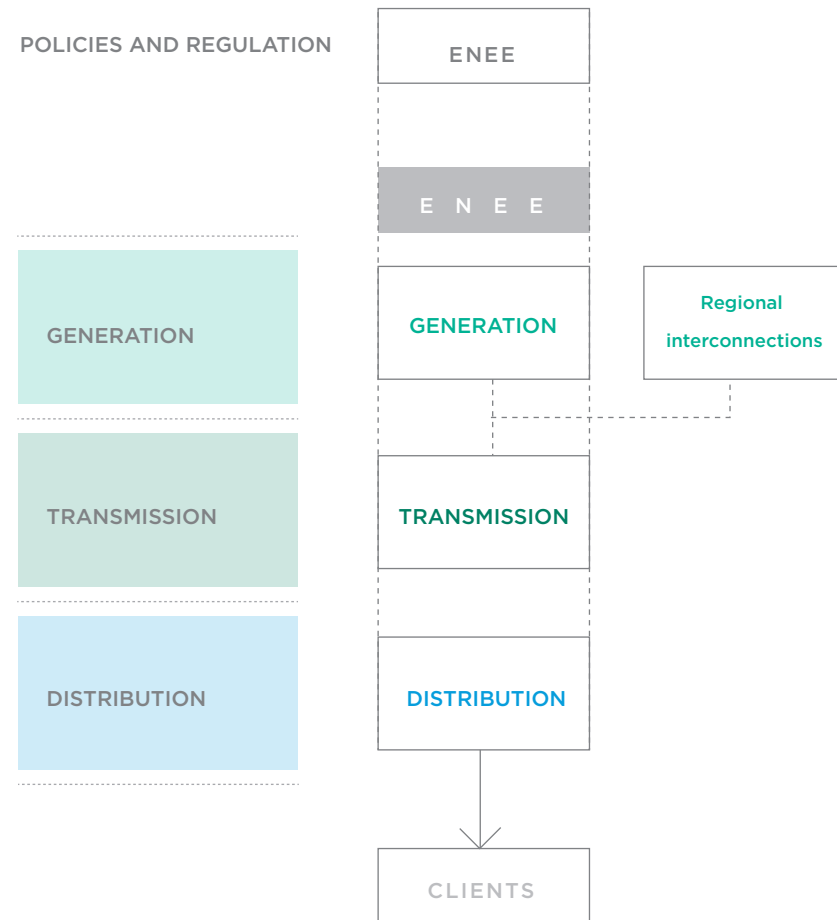 POLICIES AND REGULATION
ENEE
E N E E
GENERATION
GENERATION
Regional
interconnections
TRANSMISSION
TRANSMISSION
DISTRIBUTION
DISTRIBUTION
CLIENTS